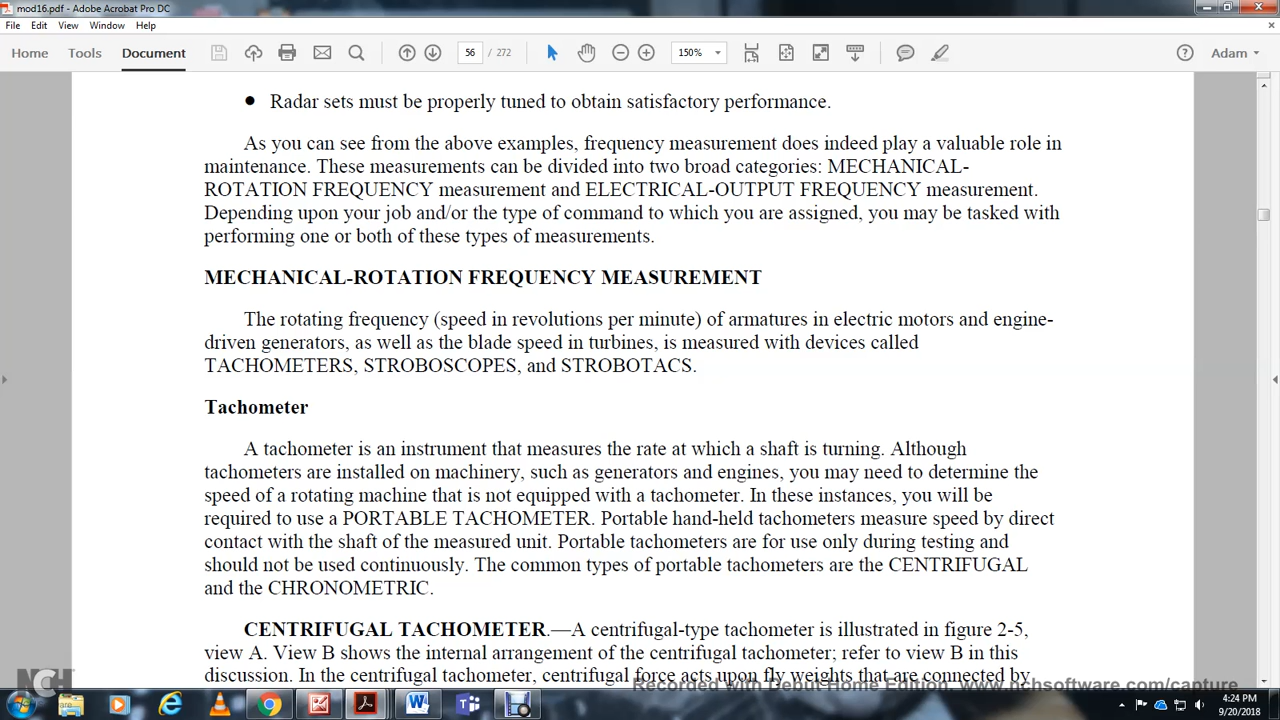 mod16.pdf - Adobe Acrobat Pro DC
File Edit View Window Help
Home Tools Document 56 / 272 150% Adam
• Radar sets must be properly tuned to obtain satisfactory performance.
As you can see from the above examples, frequency measurement does indeed play a valuable role in
maintenance. These measurements can be divided into two broad categories: MECHANICAL-
ROTATION FREQUENCY measurement and ELECTRICAL-OUTPUT FREQUENCY measurement.
Depending upon your job and/or the type of command to which you are assigned, you may be tasked with
performing one or both of these types of measurements.
MECHANICAL-ROTATION FREQUENCY MEASUREMENT
The rotating frequency (speed in revolutions per minute) of armatures in electric motors and engine-
driven generators, as well as the blade speed in turbines, is measured with devices called
TACHOMETERS, STROBOSCOPES, and STROBOTACS.
Tachometer
A tachometer is an instrument that measures the rate at which a shaft is turning. Although
tachometers are installed on machinery, such as generators and engines, you may need to determine the
speed of a rotating machine that is not equipped with a tachometer. In these instances, you will be
required to use a PORTABLE TACHOMETER. Portable hand-held tachometers measure speed by direct
contact with the shaft of the measured unit. Portable tachometers are for use only during testing and
should not be used continuously. The common types of portable tachometers are the CENTRIFUGAL
and the CHRONOMETRIC.
CENTRIFUGAL TACHOMETER.—A centrifugal-type tachometer is illustrated in figure 2-5,
view A. View B shows the internal arrangement of the centrifugal tachometer; refer to view B in this
discussion. In the centrifugal tachometer, centrifugal force acts upon fly weights that are connected by
NCH
Recorded with Debut Home Edition. www.nchsoftware.com/capture
4:24 PM
9/20/2018